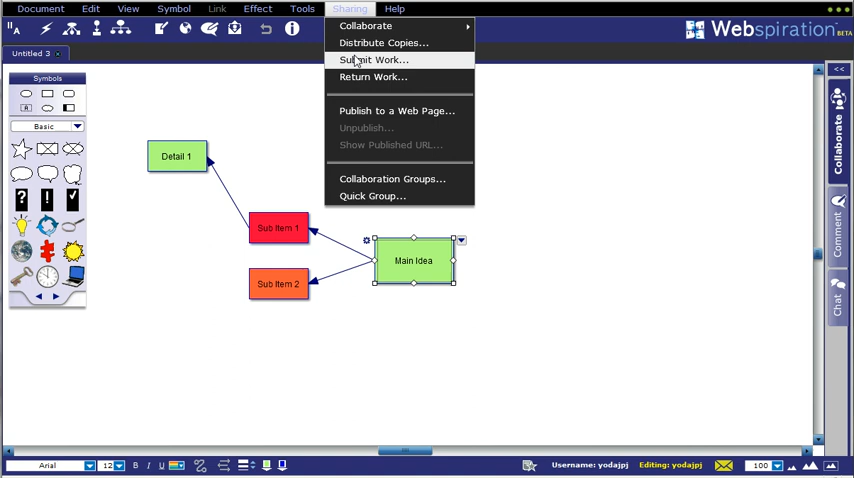 Document Edit View Symbol Link Effect Tools Sharing Help
"A
Webspiration BETA
Untitled 3 x
Collaborate
Distribute Copies...
Submit Work...
Return Work...
Publish to a Web Page...
Unpublish...
Show Published URL...
Collaboration Groups...
Quick Group...
Symbols
A
Basic
? ! ✓
Detail 1
Sub Item 1
Sub Item 2
Main Idea
<<
Collaborate
Comment
Chat
Arial 12 B I U
Username: yodajpj Editing: yodajpj 100